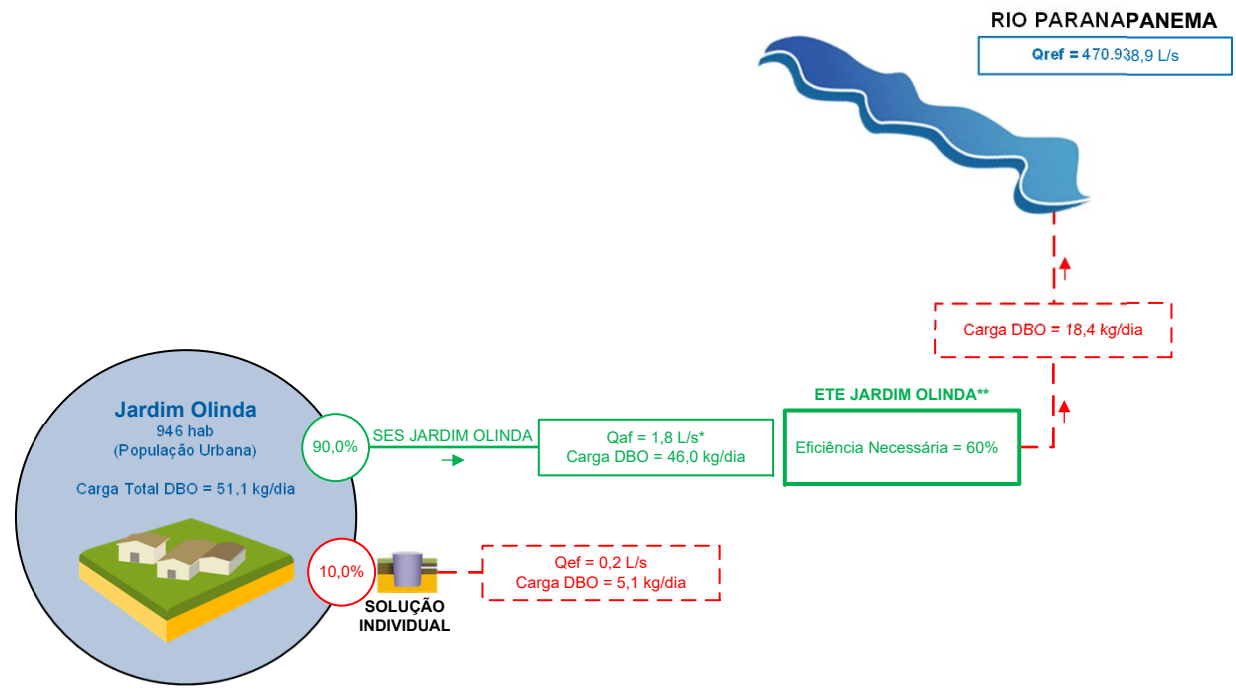 RIO PARANAPANEMA
Qref = 470.938,9 L/s
Carga DBO = 18,4 kg/dia
ETE JARDIM OLINDA**
Eficiência Necessária = 60%
Jardim Olinda
946 hab
(População Urbana)
Carga Total DBO = 51,1 kg/dia
90,0%
SES JARDIM OLINDA
Qaf = 1,8 L/s*
Carga DBO = 46,0 kg/dia
10,0%
SOLUÇÃO
INDIVIDUAL
Qef = 0,2 L/s
Carga DBO = 5,1 kg/dia